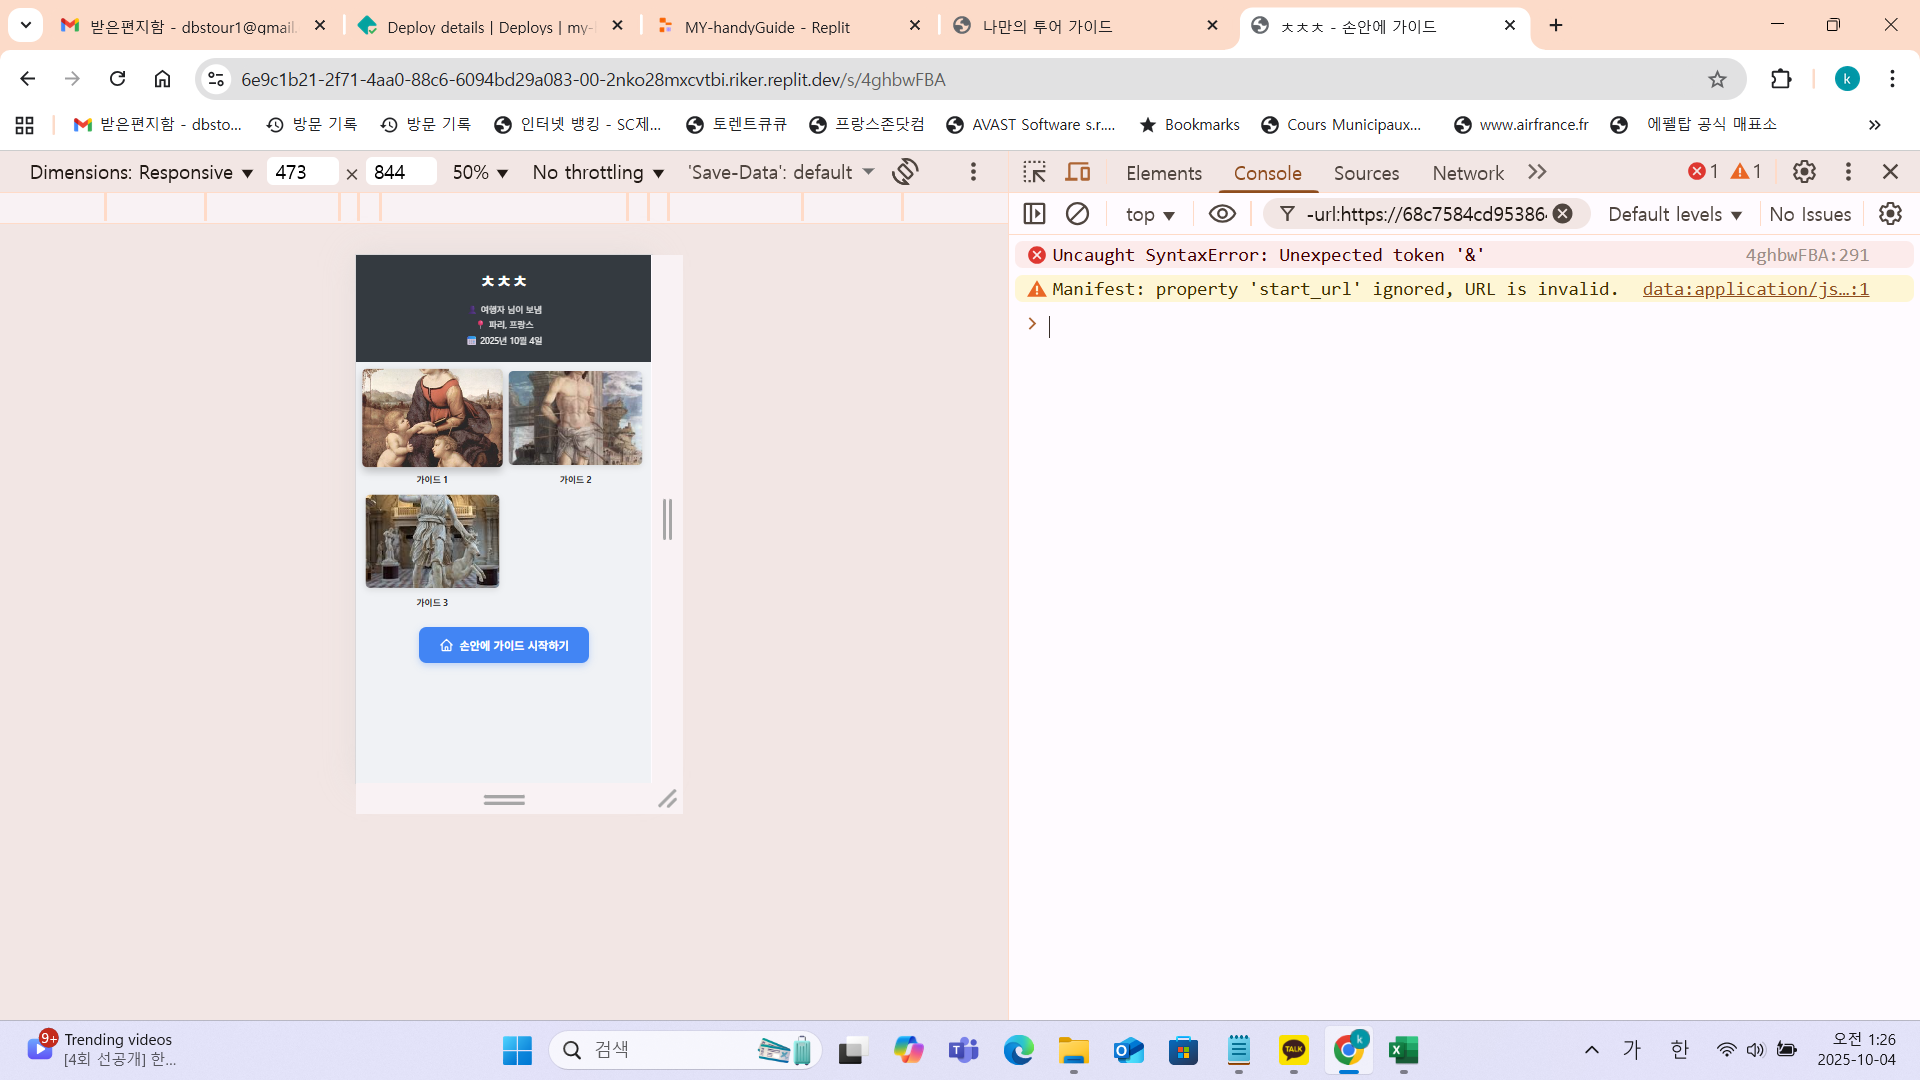 받은편지함 - dbstour1@gmail.
Deploy details | Deploys | my-
MY-handyGuide - Replit
나만의 투어 가이드
ㅊㅊㅊ - 손안에 가이드
6e9c1b21-2f71-4aa0-88c6-6094bd29a083-00-2nko28mxcvtbi.riker.replit.dev/s/4ghbwFBA
k
받은편지함 - dbsto...
방문 기록
방문 기록
인터넷 뱅킹 - SC제...
토렌트큐큐
프랑스존닷컴
AVAST Software s.r....
Bookmarks
Cours Municipaux...
www.airfrance.fr
에펠탑 공식 매표소
Dimensions: Responsive
473 × 844
50%
No throttling
'Save-Data': default
Elements
Console
Sources
Network
1
1
top
-url:https://68c7584cd95386
Default levels
No Issues
Uncaught SyntaxError: Unexpected token '&'
4ghbwFBA:291
Manifest: property 'start_url' ignored, URL is invalid.
data:application/js…:1
ㅊㅊㅊ
여행자 님이 보냄
파리, 프랑스
2025년 10월 4일
가이드 1
가이드 2
가이드 3
손안에 가이드 시작하기
9+
Trending videos
[4회 선공개] 한...
검색
TALK
k
가
한
오전 1:26
2025-10-04